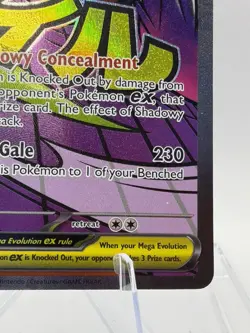 owy Concealment
n is Knocked Out by damage from
opponent's Pokémon ex, that
rize card. The effect of Shadowy
ack.
Gale 230
is Pokémon to 1 of your Benched
retreat
a Evolution ex rule When your Mega Evolution
ex is Knocked Out, your opponent takes 3 Prize cards.